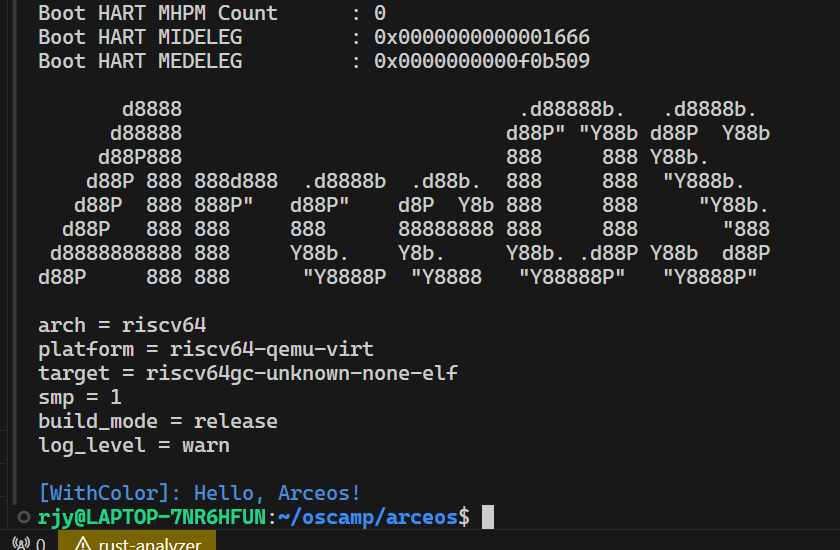 Boot HART MHPM Count        : 0
Boot HART MIDELEG           : 0x0000000000001666
Boot HART MEDELEG           : 0x0000000000f0b509
       d8888                            .d88888b.   .d8888b.
      d88888                           d88P" "Y88b d88P  Y88b
     d88P888                           888     888 Y88b.
    d88P 888 888d888  .d8888b  .d88b.  888     888  "Y888b.
   d88P  888 888P"   d88P"    d8P  Y8b 888     888     "Y88b.
  d88P   888 888     888      88888888 888     888       "888
 d8888888888 888     Y88b.    Y8b.     Y88b. .d88P Y88b  d88P
d88P     888 888      "Y8888P  "Y8888   "Y88888P"   "Y8888P"
arch = riscv64
platform = riscv64-qemu-virt
target = riscv64gc-unknown-none-elf
smp = 1
build_mode = release
log_level = warn
[WithColor]: Hello, Arceos!
rjy@LAPTOP-7NR6HFUN:~/oscamp/arceos$
0 rust-analyzer